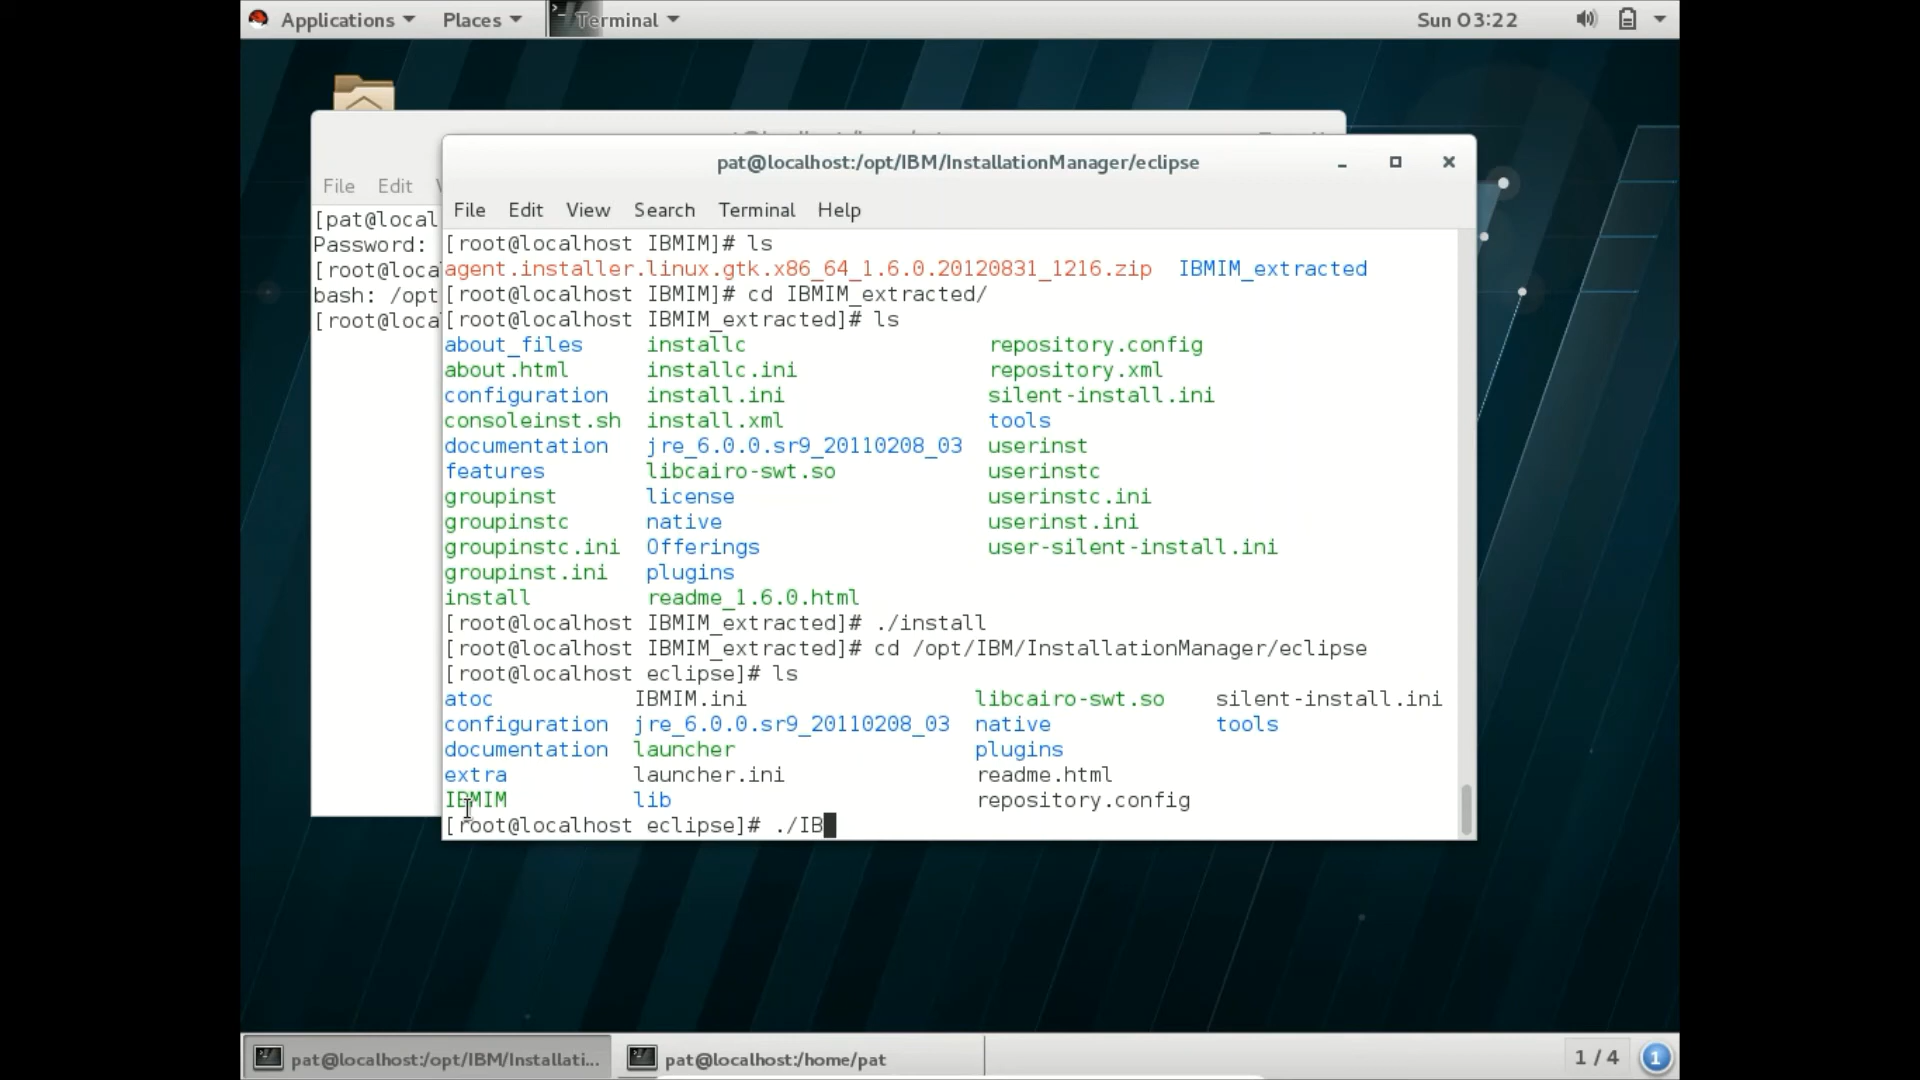 Applications Places Terminal Sun 03:22
pat@localhost:/opt/IBM/InstallationManager/eclipse
File Edit
[pat@local
Password:
[root@loca
bash: /opt
[root@loca
File Edit View Search Terminal Help
[root@localhost IBMIM]# ls
agent.installer.linux.gtk.x86_64_1.6.0.20120831_1216.zip IBMIM_extracted
[root@localhost IBMIM]# cd IBMIM_extracted/
[root@localhost IBMIM_extracted]# ls
about_files installc repository.config
about.html installc.ini repository.xml
configuration install.ini silent-install.ini
consoleinst.sh install.xml tools
documentation jre_6.0.0.sr9_20110208_03 userinst
features libcairo-swt.so userinstc
groupinst license userinstc.ini
groupinstc native userinst.ini
groupinstc.ini Offerings user-silent-install.ini
groupinst.ini plugins
install readme_1.6.0.html
[root@localhost IBMIM_extracted]# ./install
[root@localhost IBMIM_extracted]# cd /opt/IBM/InstallationManager/eclipse
[root@localhost eclipse]# ls
atoc IBMIM.ini libcairo-swt.so silent-install.ini
configuration jre_6.0.0.sr9_20110208_03 native tools
documentation launcher plugins
extra launcher.ini readme.html
IBMIM lib repository.config
[root@localhost eclipse]# ./IB
pat@localhost:/opt/IBM/Installati... pat@localhost:/home/pat 1 / 4 1